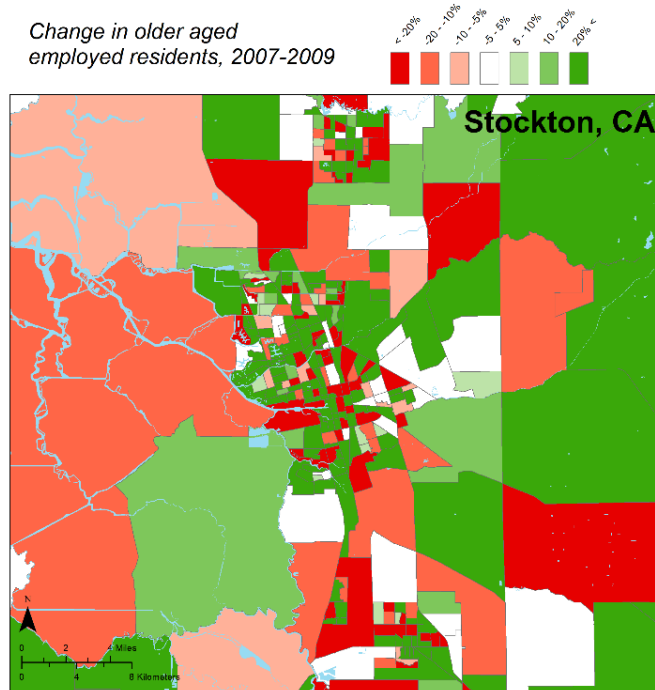 Change in older aged
employed residents, 2007-2009
< -20%
-20 - -10%
-10 - -5%
-5 - 5%
5 - 10%
10 - 20%
20% <
Stockton, CA
N
0 2 4 Miles
0 2 4 8 Kilometers